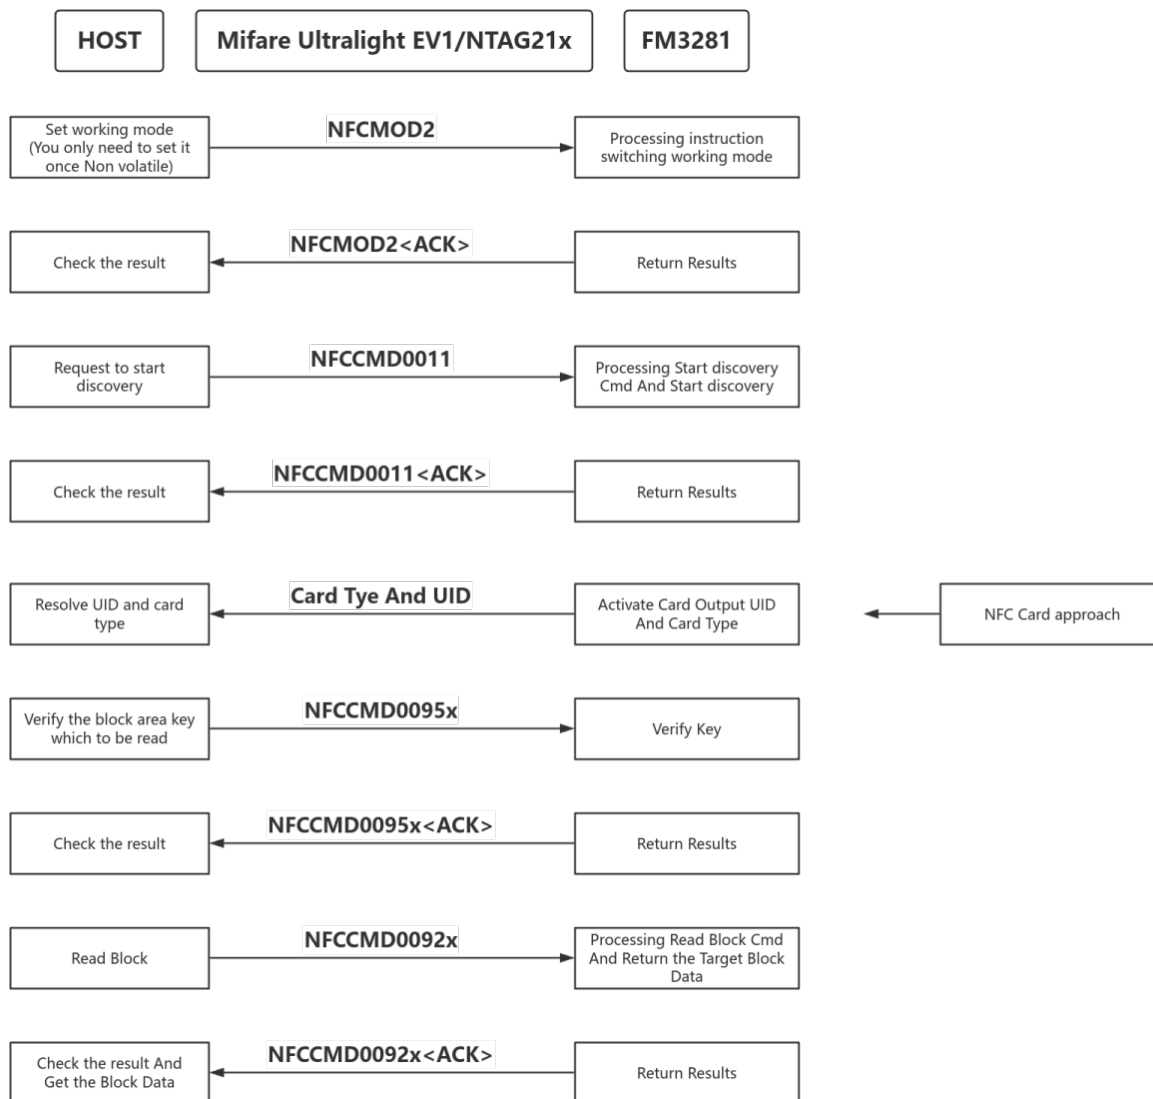 HOST
Mifare Ultralight EV1/NTAG21x
FM3281
Set working mode
(You only need to set it
once Non volatile)
NFCMOD2
Processing instruction
switching working mode
Check the result
NFCMOD2<ACK>
Return Results
Request to start
discovery
NFCCMD0011
Processing Start discovery
Cmd And Start discovery
Check the result
NFCCMD0011<ACK>
Return Results
Resolve UID and card
type
Card Tye And UID
Activate Card Output UID
And Card Type
NFC Card approach
Verify the block area key
which to be read
NFCCMD0095x
Verify Key
Check the result
NFCCMD0095x<ACK>
Return Results
Read Block
NFCCMD0092x
Processing Read Block Cmd
And Return the Target Block
Data
Check the result And
Get the Block Data
NFCCMD0092x<ACK>
Return Results